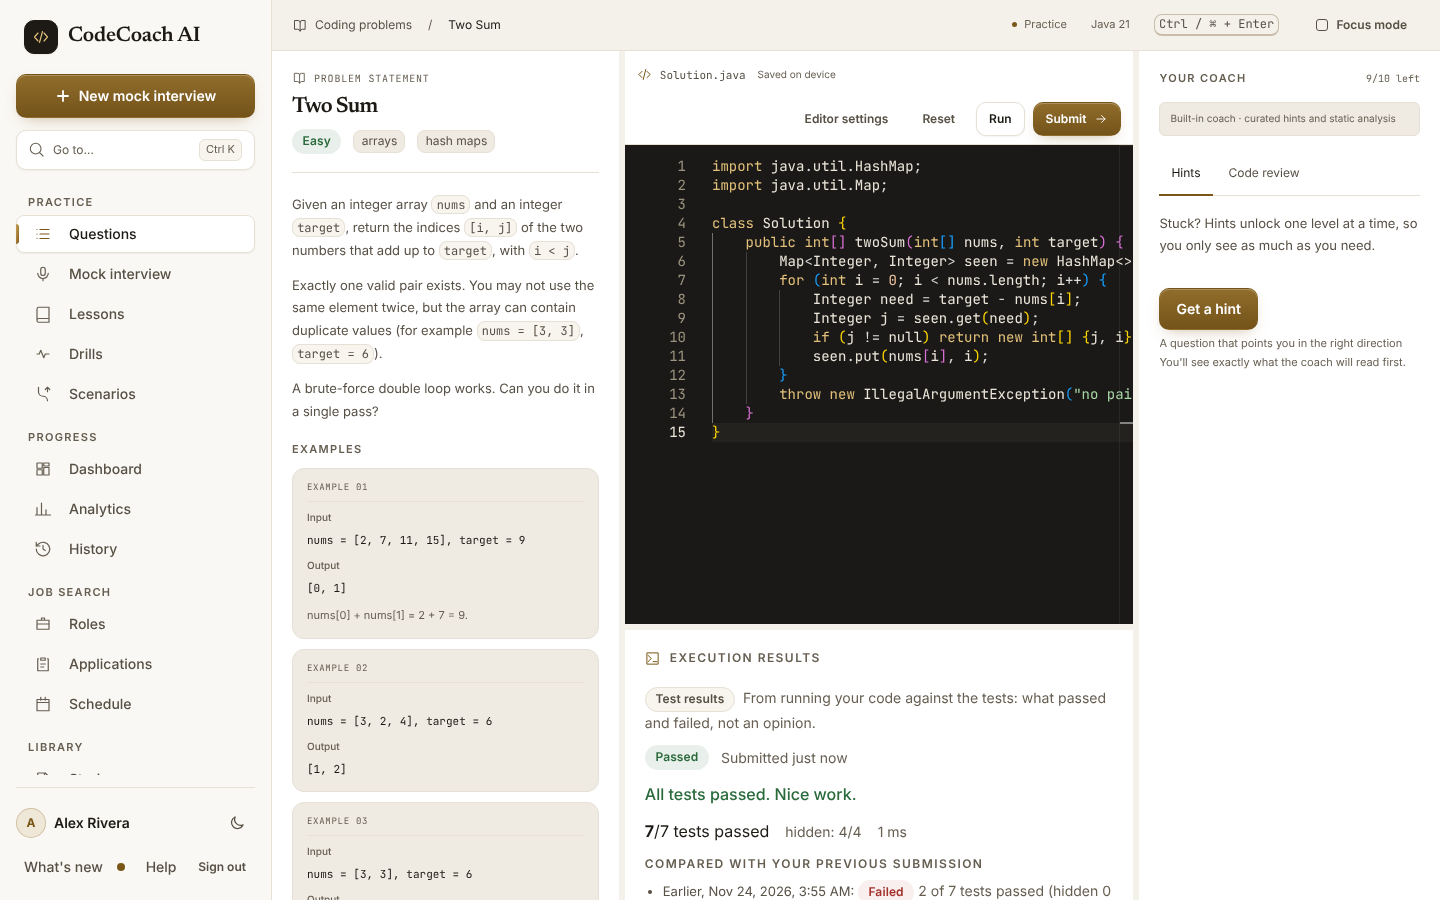 CodeCoach AI
New mock interview
Go to...
Ctrl K
PRACTICE
Questions
Mock interview
Lessons
Drills
Scenarios
PROGRESS
Dashboard
Analytics
History
JOB SEARCH
Roles
Applications
Schedule
LIBRARY
A
Alex Rivera
What's new
Help
Sign out
Coding problems / Two Sum
Practice
Java 21
Ctrl / ⌘ + Enter
Focus mode
PROBLEM STATEMENT
Two Sum
Easy
arrays
hash maps
Given an integer array nums and an integer
target, return the indices [i, j] of the two
numbers that add up to target, with i < j.
Exactly one valid pair exists. You may not use the
same element twice, but the array can contain
duplicate values (for example nums = [3, 3],
target = 6).
A brute-force double loop works. Can you do it in
a single pass?
EXAMPLES
EXAMPLE 01
Input
nums = [2, 7, 11, 15], target = 9
Output
[0, 1]
nums[0] + nums[1] = 2 + 7 = 9.
EXAMPLE 02
Input
nums = [3, 2, 4], target = 6
Output
[1, 2]
EXAMPLE 03
Input
nums = [3, 3], target = 6
Output
Solution.java
Saved on device
Editor settings
Reset
Run
Submit →
1 import java.util.HashMap;
2 import java.util.Map;
3
4 class Solution {
5 public int[] twoSum(int[] nums, int target) {
6 Map<Integer, Integer> seen = new HashMap<>
7 for (int i = 0; i < nums.length; i++) {
8 Integer need = target - nums[i];
9 Integer j = seen.get(need);
10 if (j != null) return new int[] {j, i}
11 seen.put(nums[i], i);
12 }
13 throw new IllegalArgumentException("no pai
14 }
15 }
EXECUTION RESULTS
Test results From running your code against the tests: what passed
and failed, not an opinion.
Passed
Submitted just now
All tests passed. Nice work.
7/7 tests passed
hidden: 4/4
1 ms
COMPARED WITH YOUR PREVIOUS SUBMISSION
• Earlier, Nov 24, 2026, 3:55 AM: Failed 2 of 7 tests passed (hidden 0
YOUR COACH
9/10 left
Built-in coach · curated hints and static analysis
Hints
Code review
Stuck? Hints unlock one level at a time, so
you only see as much as you need.
Get a hint
A question that points you in the right direction
You'll see exactly what the coach will read first.